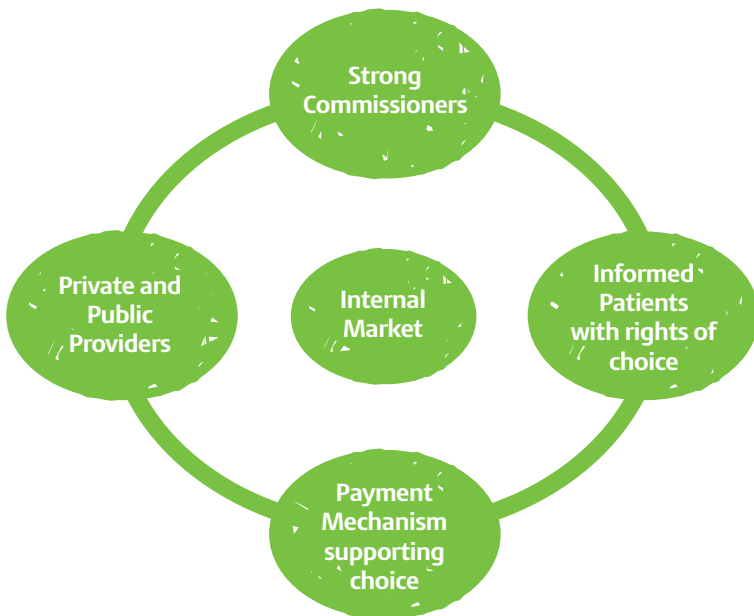 Strong
Commissioners
Private and
Public
Providers
Internal
Market
Informed
Patients
with rights of
choice
Payment
Mechanism
supporting
choice